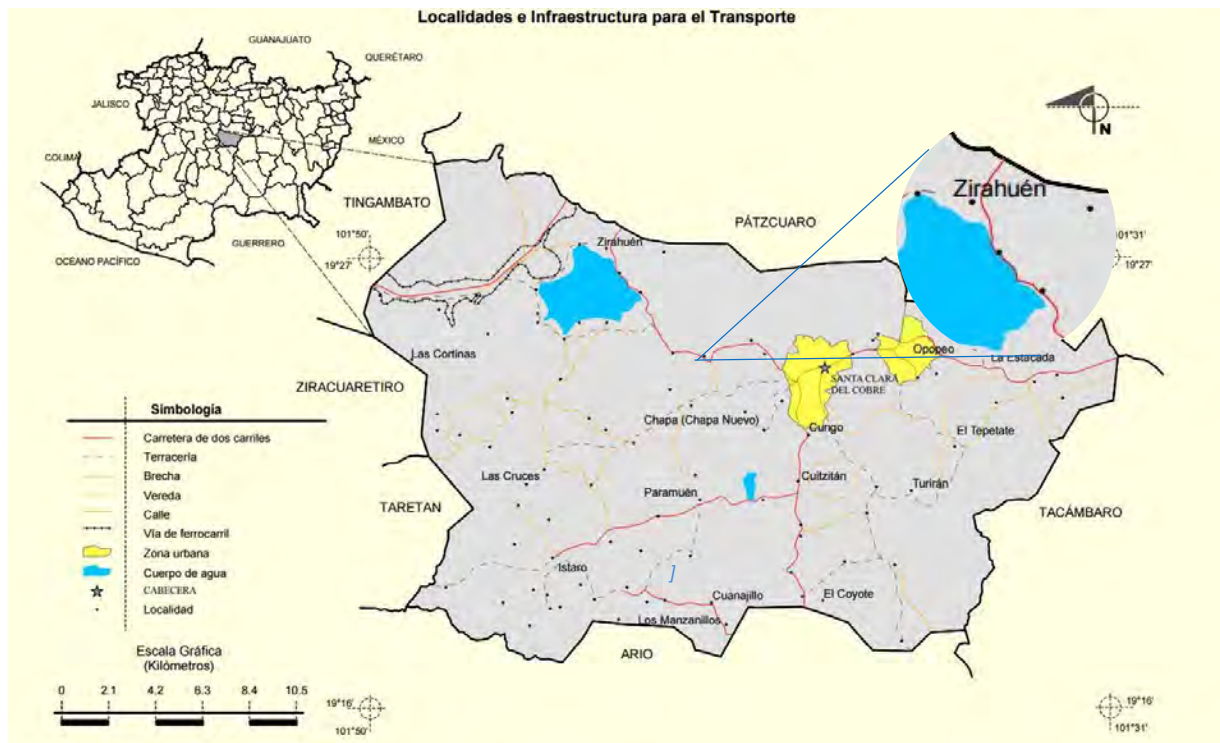 Localidades e Infraestructura para el Transporte
GUANAJUATO
QUERÉTARO
JALISCO
MÉXICO
COLIMA
GUERRERO
OCEANO PACÍFICO
N
TINGAMBATO
PÁTZCUARO
Zirahuén
101°50'
19°27'
101°31'
19°27'
Zirahuén
Las Cortinas
Opopeo
La Estacada
ZIRACUARETIRO
SANTA CLARA
DEL COBRE
Chapa (Chapa Nuevo)
Cungo
El Tepetate
Las Cruces
Cuitzitán
Paramuén
Turirán
TARETAN
TACÁMBARO
Istaro
]
Cuanajillo
El Coyote
Los Manzanillos
ARIO
Simbología
Carretera de dos carriles
Terracería
Brecha
Vereda
Calle
Vía de ferrocarril
Zona urbana
Cuerpo de agua
CABECERA
Localidad
Escala Gráfica
(Kilómetros)
0 2.1 4.2 6.3 8.4 10.5
19°16'
101°50'
19°16'
101°31'